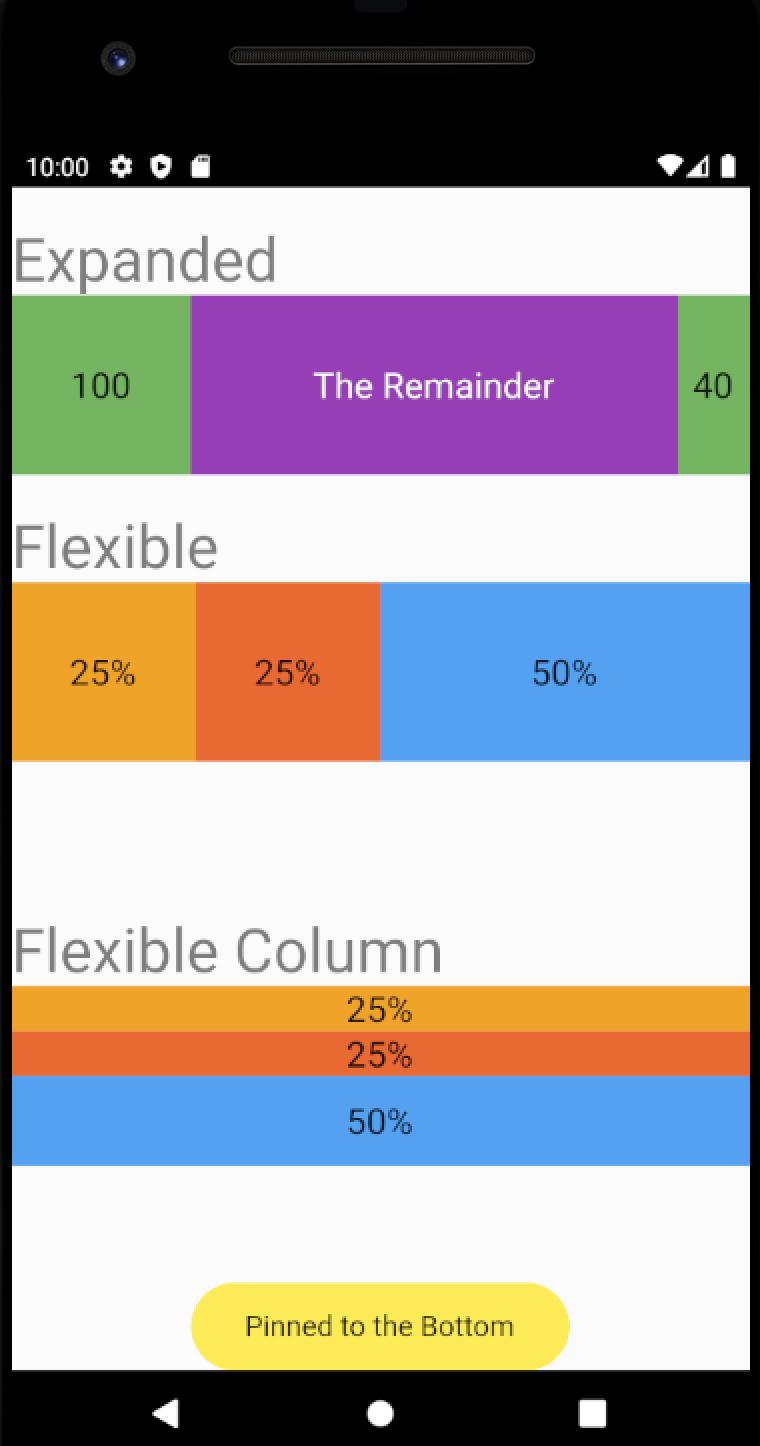 10:00
Expanded
100 The Remainder 40
Flexible
25% 25% 50%
Flexible Column
25%
25%
50%
Pinned to the Bottom